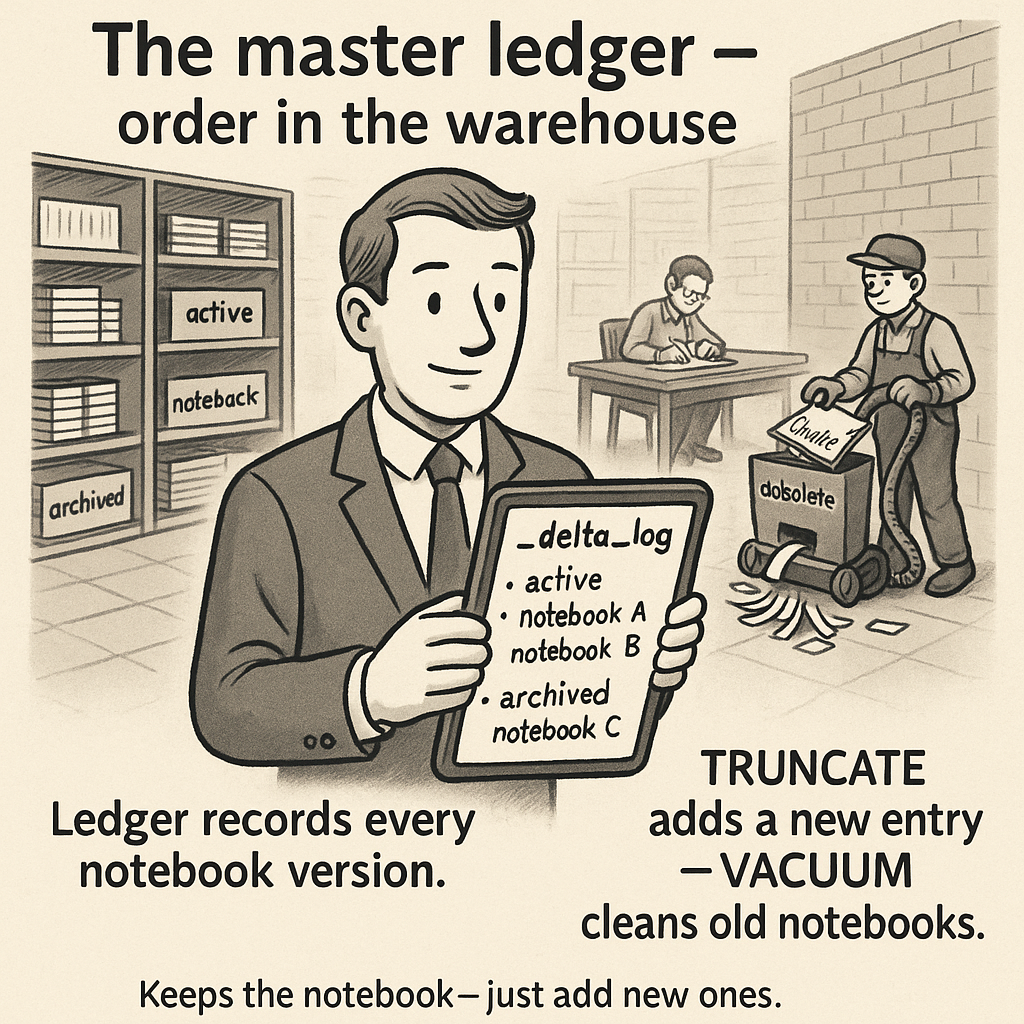 The master ledger –
order in the warehouse
active
noteback
archived
dobsolete
_delta_log
• active
• notebook A
notebook B
• archived
notebook C
Ledger records every
notebook version.
TRUNCATE
adds a new entry
– VACUUM
cleans old notebooks.
Keeps the notebook – just add new ones.